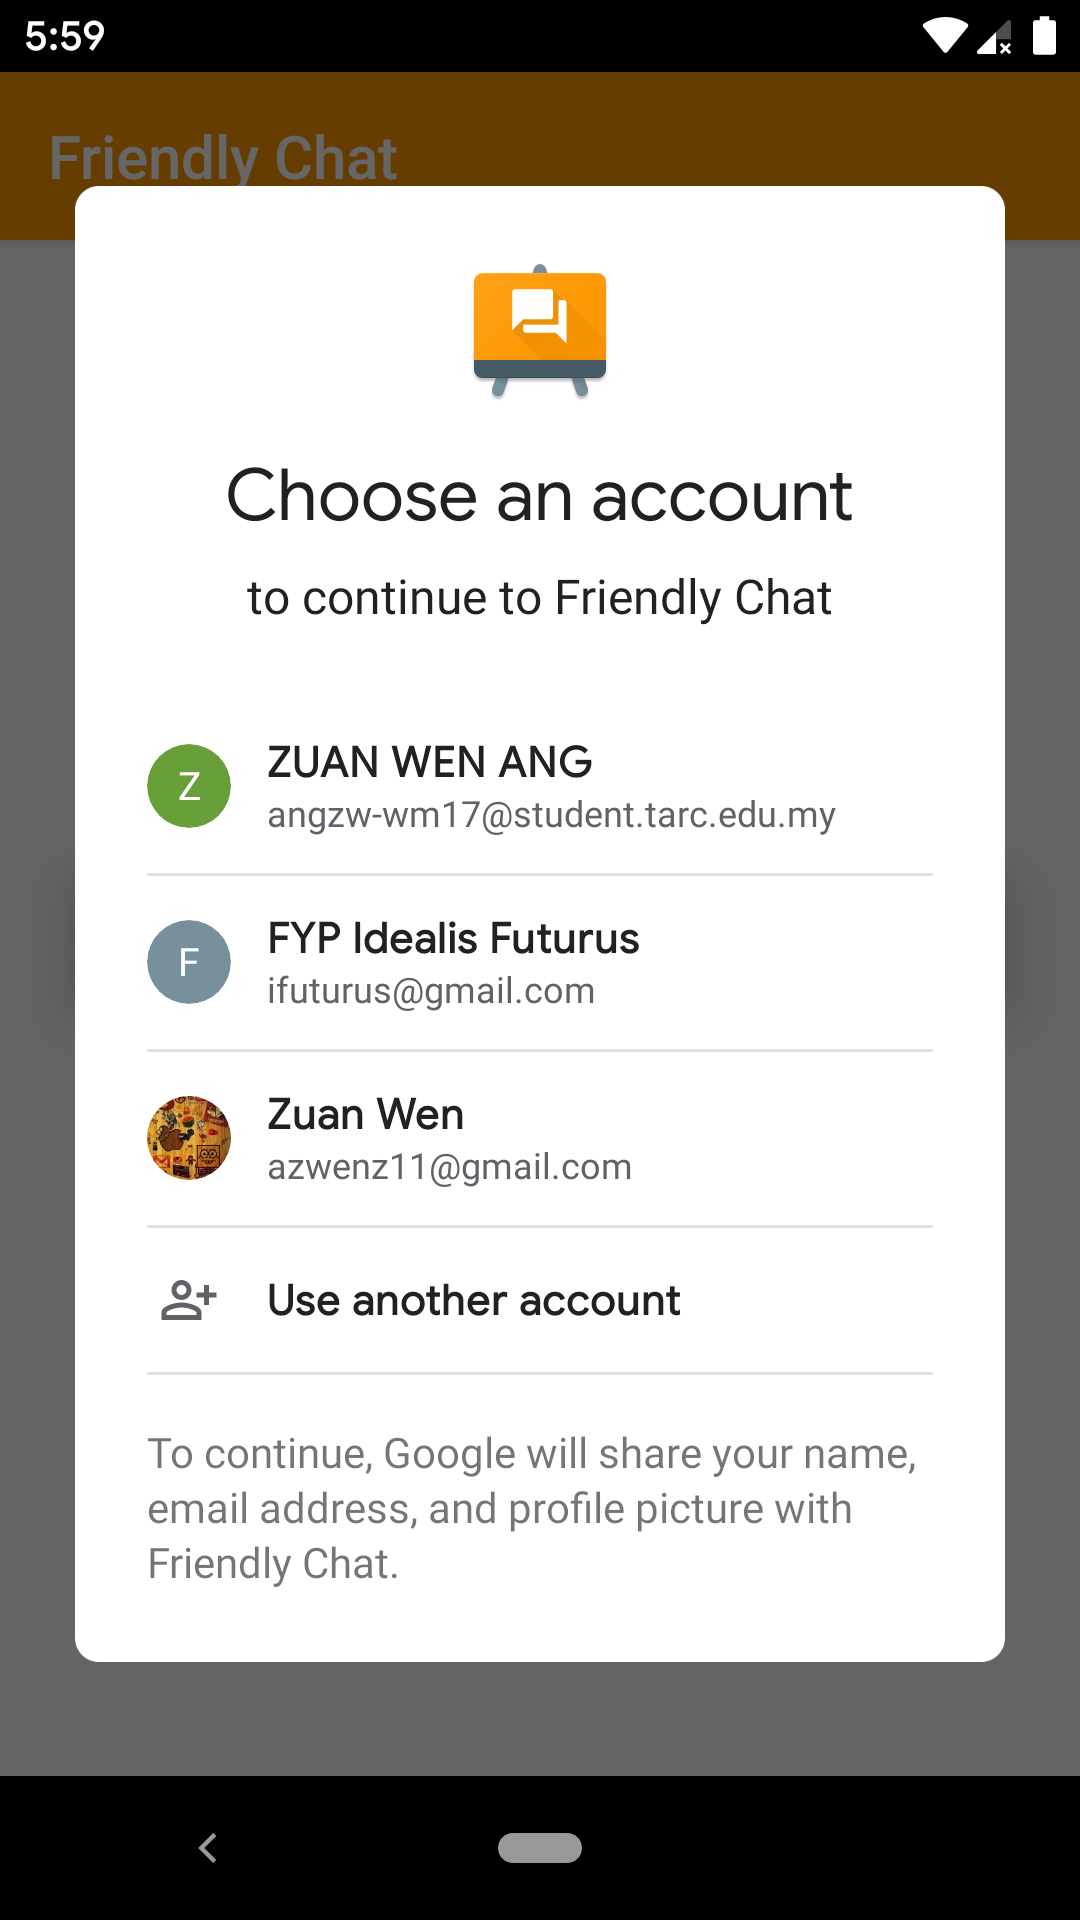 5:59
Friendly Chat
Choose an account
to continue to Friendly Chat
Z
ZUAN WEN ANG
angzw-wm17@student.tarc.edu.my
F
FYP Idealis Futurus
ifuturus@gmail.com
Zuan Wen
azwenz11@gmail.com
Use another account
To continue, Google will share your name,
email address, and profile picture with
Friendly Chat.